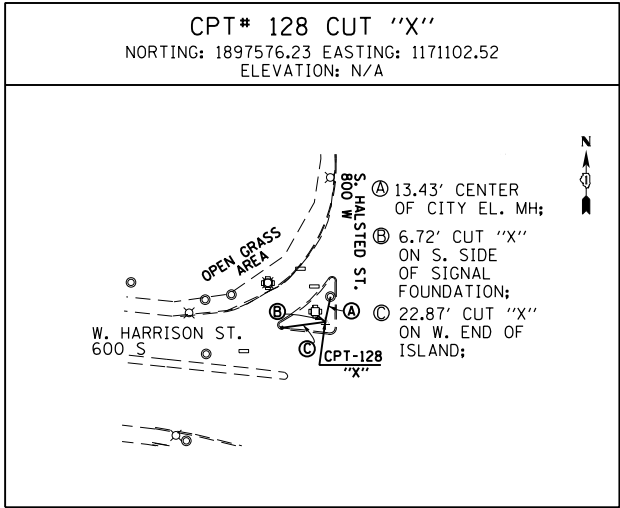 CPT# 128 CUT "X"
NORTING: 1897576.23 EASTING: 1171102.52
ELEVATION: N/A
N
1
S. HALSTED ST.
800 W
A 13.43' CENTER
OF CITY EL. MH;
B 6.72' CUT "X"
ON S. SIDE
OF SIGNAL
FOUNDATION;
C 22.87' CUT "X"
ON W. END OF
ISLAND;
OPEN GRASS
AREA
W. HARRISON ST.
600 S
B
A
C
CPT-128
"X"